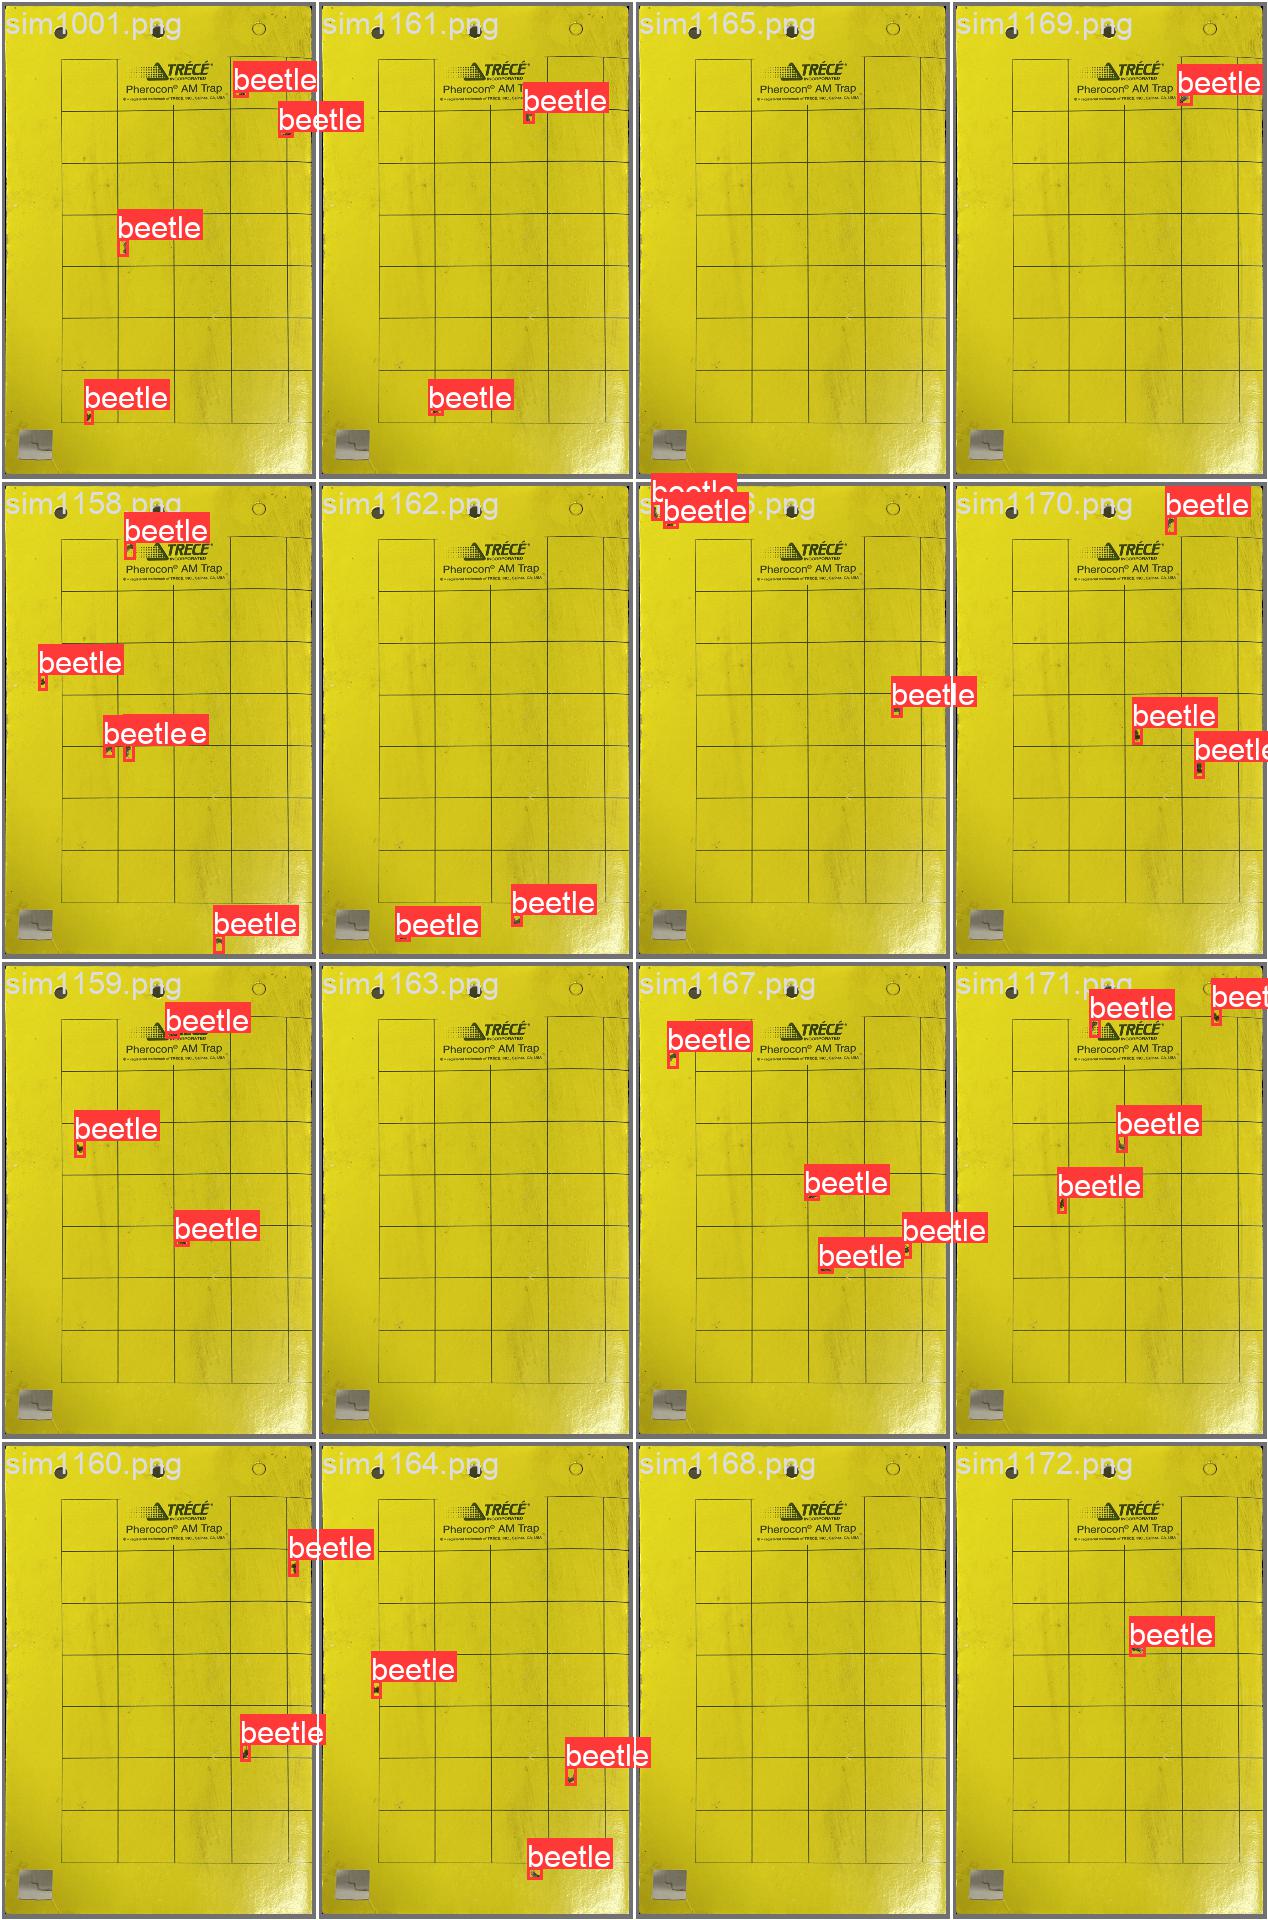 sim1001.png
TRÉCÉ
INCORPORATED
Pherocon® AM Trap
beetle
beetle
beetle
beetle
sim1161.png
TRÉCÉ
Pherocon® AM T
beetle
beetle
sim1165.png
TRÉCÉ
INCORPORATED
Pherocon® AM Trap
sim1169.png
TRÉCÉ
INCORPORATED
Pherocon® AM Trap
beetle
sim1158.png
beetle
TRÉCÉ
INCORPORATED
Pherocon® AM Trap
beetle
beetle e
beetle
sim1162.png
TRÉCÉ
INCORPORATED
Pherocon® AM Trap
beetle
beetle
beetle
beetle
6.png
TRÉCÉ
INCORPORATED
Pherocon® AM Trap
beetle
sim1170.png
beetle
TRÉCÉ
INCORPORATED
Pherocon® AM Trap
beetle
beetle
sim1159.png
beetle
TRÉCÉ
INCORPORATED
Pherocon® AM Trap
beetle
beetle
sim1163.png
TRÉCÉ
INCORPORATED
Pherocon® AM Trap
sim1167.png
TRÉCÉ
INCORPORATED
Pherocon® AM Trap
beetle
beetle
beetle
beetle
sim1171.png
beetle
beet
TRÉCÉ
INCORPORATED
Pherocon® AM Trap
beetle
beetle
sim1160.png
TRÉCÉ
INCORPORATED
Pherocon® AM Trap
beetle
beetle
sim1164.png
TRÉCÉ
INCORPORATED
Pherocon® AM Trap
beetle
beetle
beetle
sim1168.png
TRÉCÉ
INCORPORATED
Pherocon® AM Trap
sim1172.png
TRÉCÉ
INCORPORATED
Pherocon® AM Trap
beetle